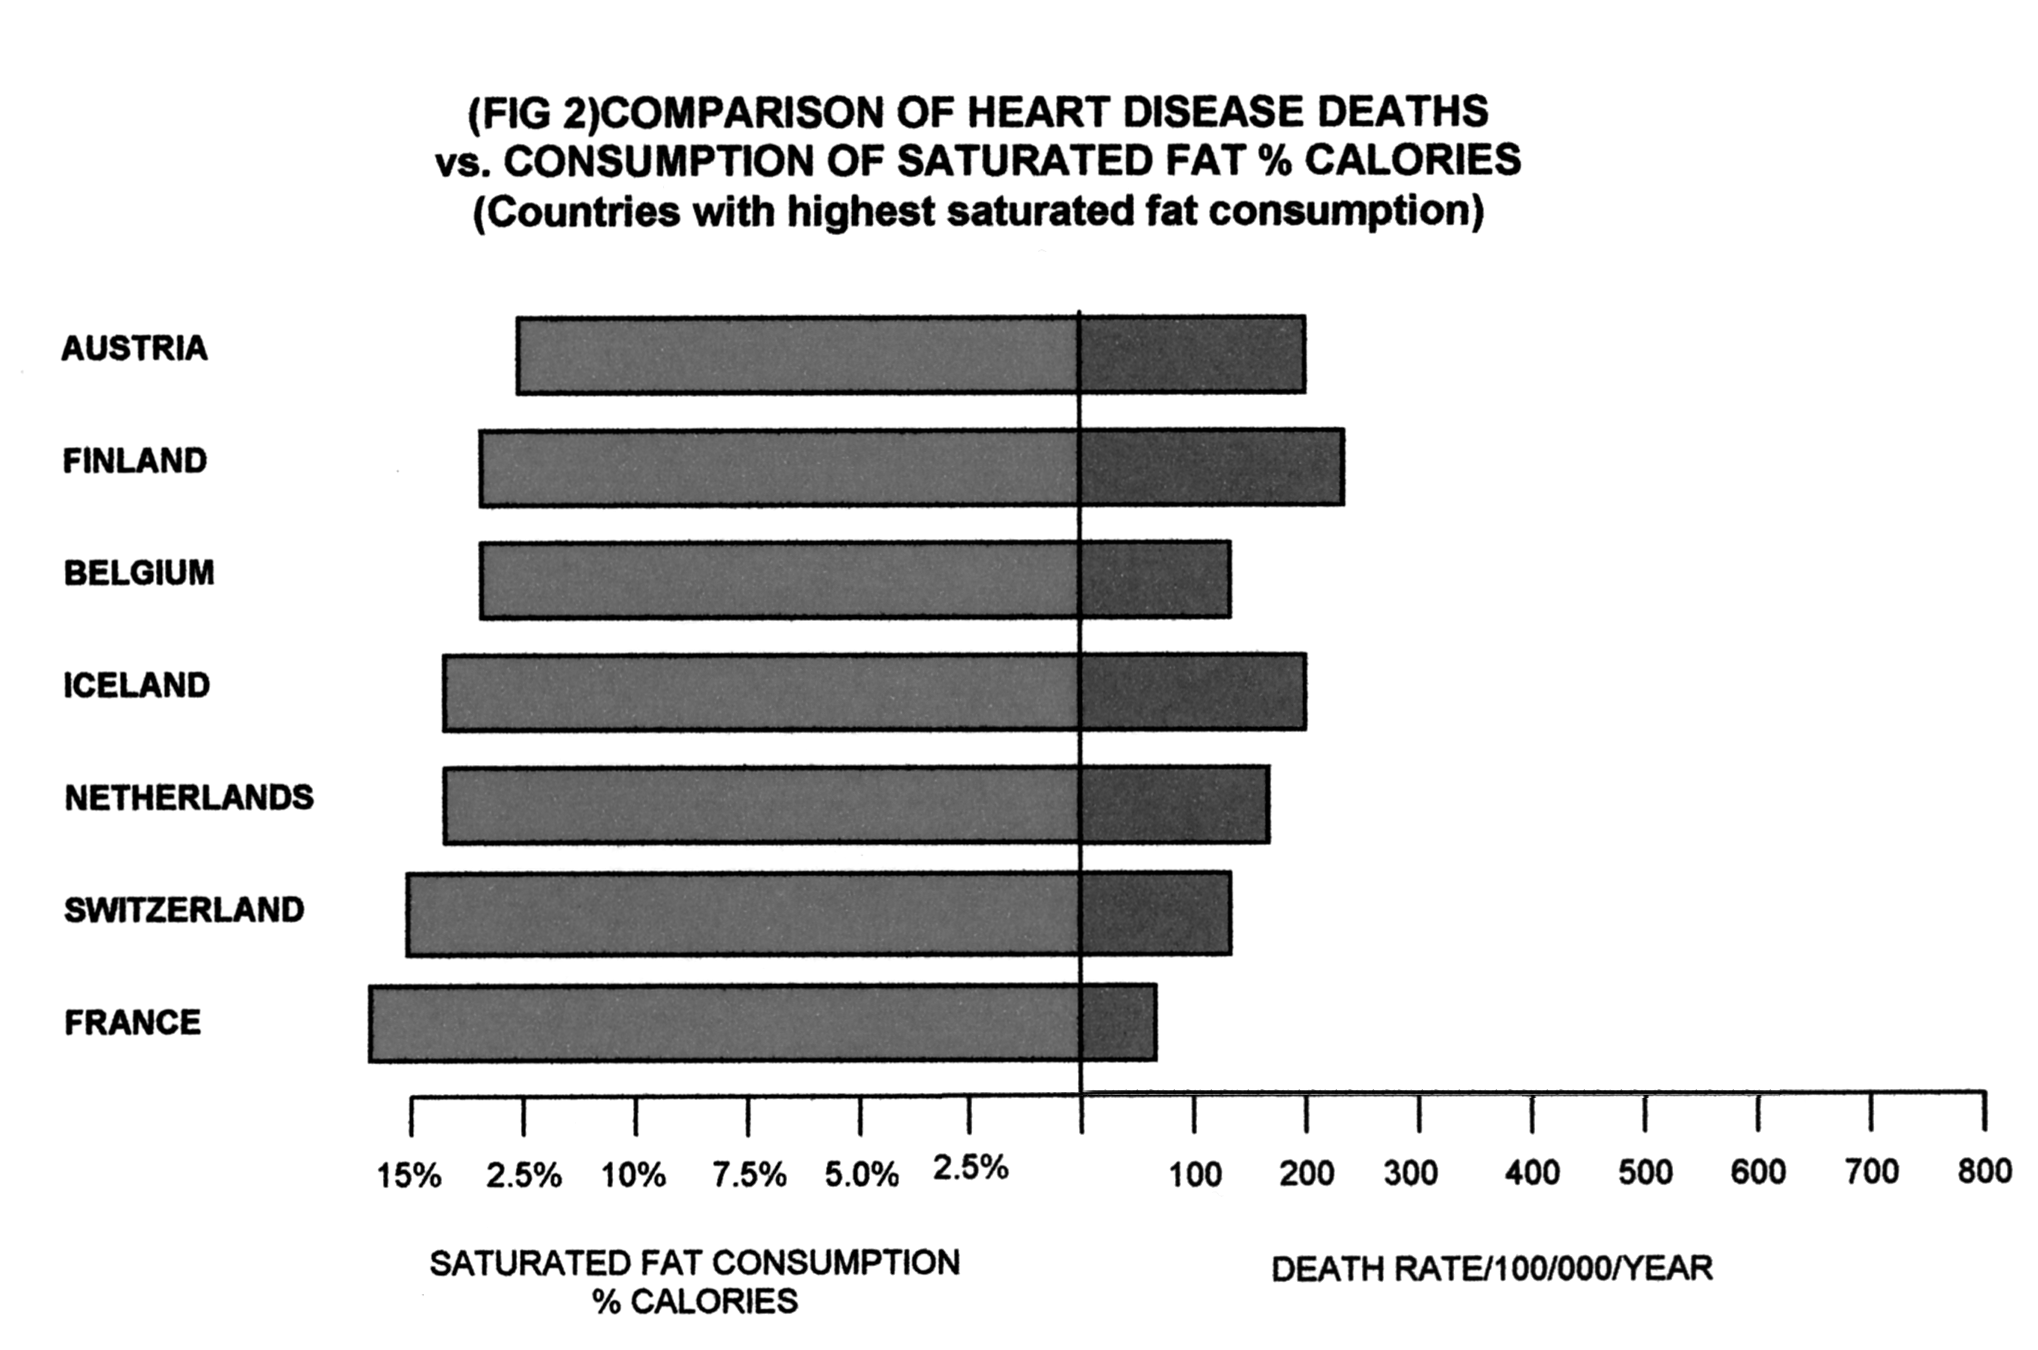 (FIG 2)COMPARISON OF HEART DISEASE DEATHS
vs. CONSUMPTION OF SATURATED FAT % CALORIES
(Countries with highest saturated fat consumption)
AUSTRIA
FINLAND
BELGIUM
ICELAND
NETHERLANDS
SWITZERLAND
FRANCE
15% 2.5% 10% 7.5% 5.0% 2.5% 100 200 300 400 500 600 700 800
SATURATED FAT CONSUMPTION
% CALORIES
DEATH RATE/100/000/YEAR